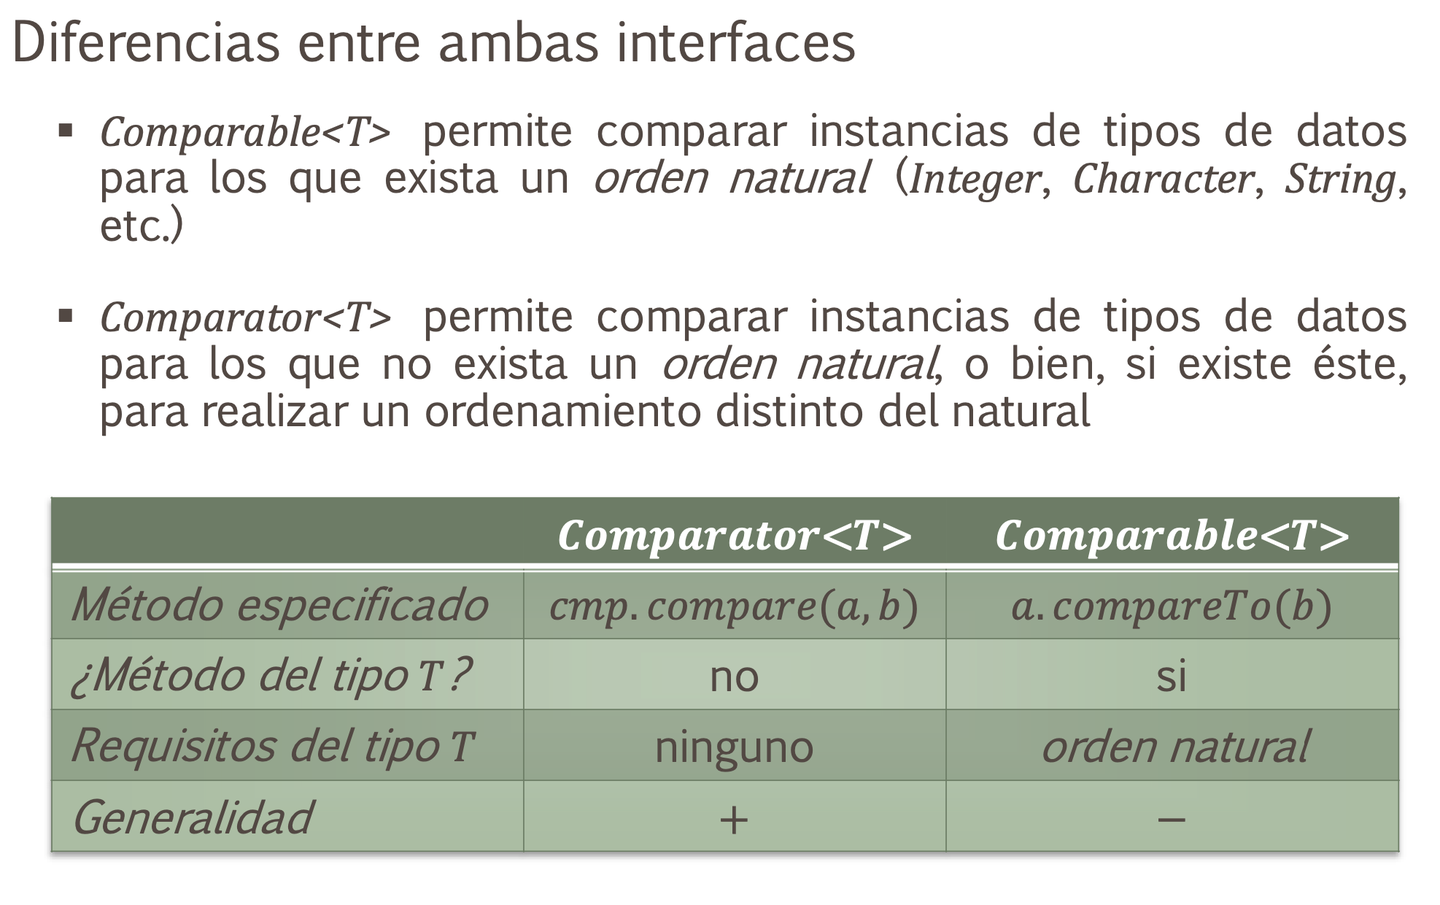 Diferencias entre ambas interfaces
▪ Comparable<T> permite comparar instancias de tipos de datos
para los que exista un orden natural (Integer, Character, String,
etc.)
▪ Comparator<T> permite comparar instancias de tipos de datos
para los que no exista un orden natural, o bien, si existe éste,
para realizar un ordenamiento distinto del natural
Comparator<T> Comparable<T>
Método especificado cmp.compare(a,b) a.compareTo(b)
¿Método del tipo T? no si
Requisitos del tipo T ninguno orden natural
Generalidad + −